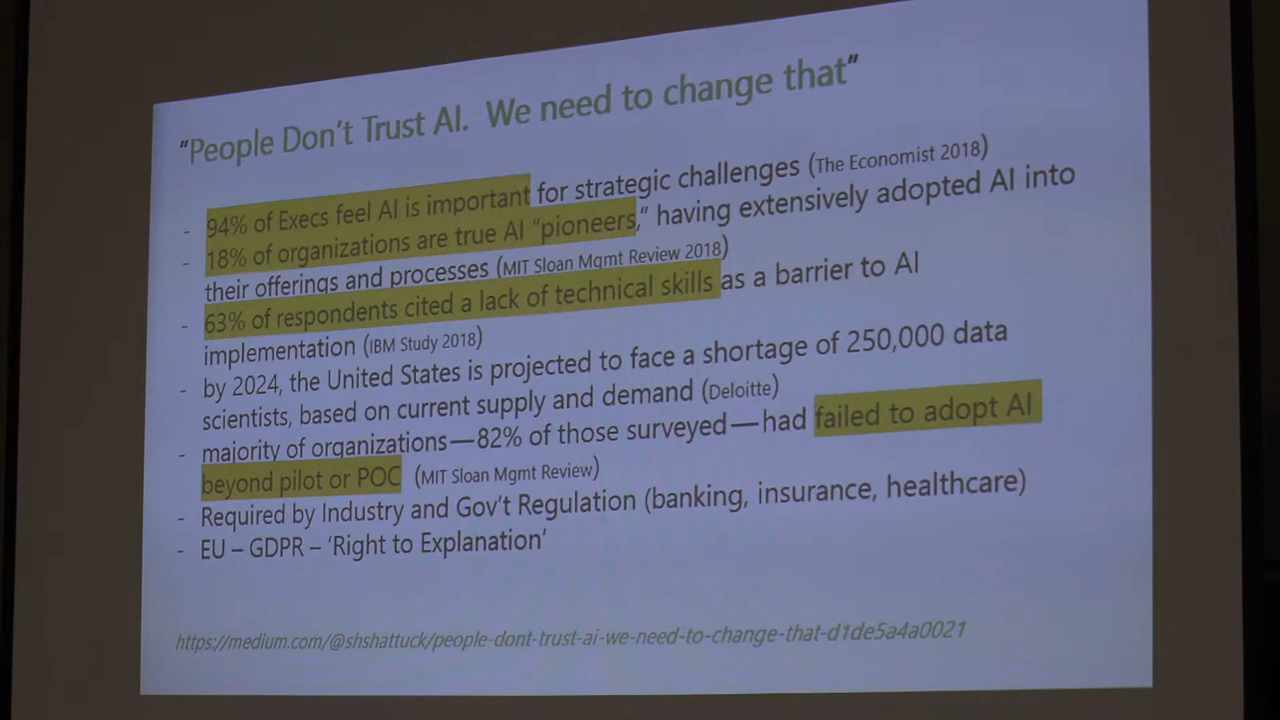 "People Don't Trust AI. We need to change that"
- 94% of Execs feel AI is important for strategic challenges (The Economist 2018)
- 18% of organizations are true AI "pioneers," having extensively adopted AI into
their offerings and processes (MIT Sloan Mgmt Review 2018)
- 63% of respondents cited a lack of technical skills as a barrier to AI
implementation (IBM Study 2018)
- by 2024, the United States is projected to face a shortage of 250,000 data
scientists, based on current supply and demand (Deloitte)
- majority of organizations—82% of those surveyed—had failed to adopt AI
beyond pilot or POC (MIT Sloan Mgmt Review)
- Required by Industry and Gov't Regulation (banking, insurance, healthcare)
- EU – GDPR – 'Right to Explanation'
https://medium.com/@shshattuck/people-dont-trust-ai-we-need-to-change-that-d1de5a4a0021